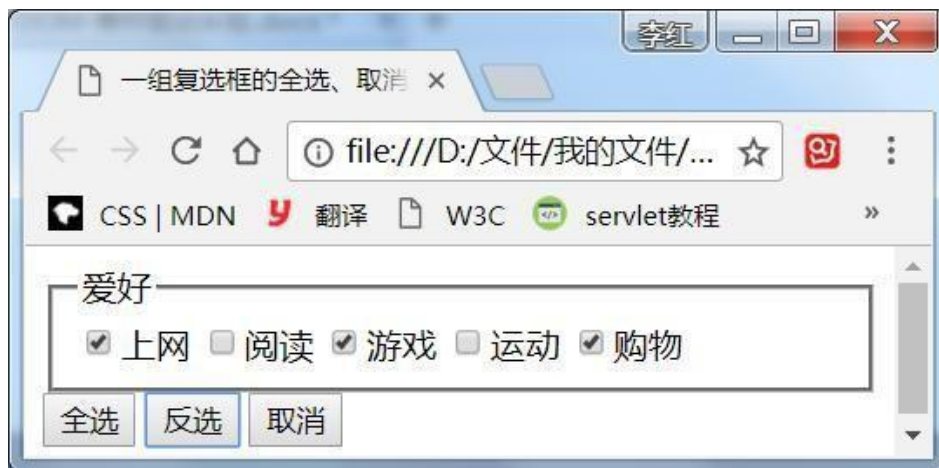 李红
一组复选框的全选、取消
file:///D:/文件/我的文件/...
CSS | MDN 翻译 W3C servlet教程 »
爱好
上网 阅读 游戏 运动 购物
全选 反选 取消